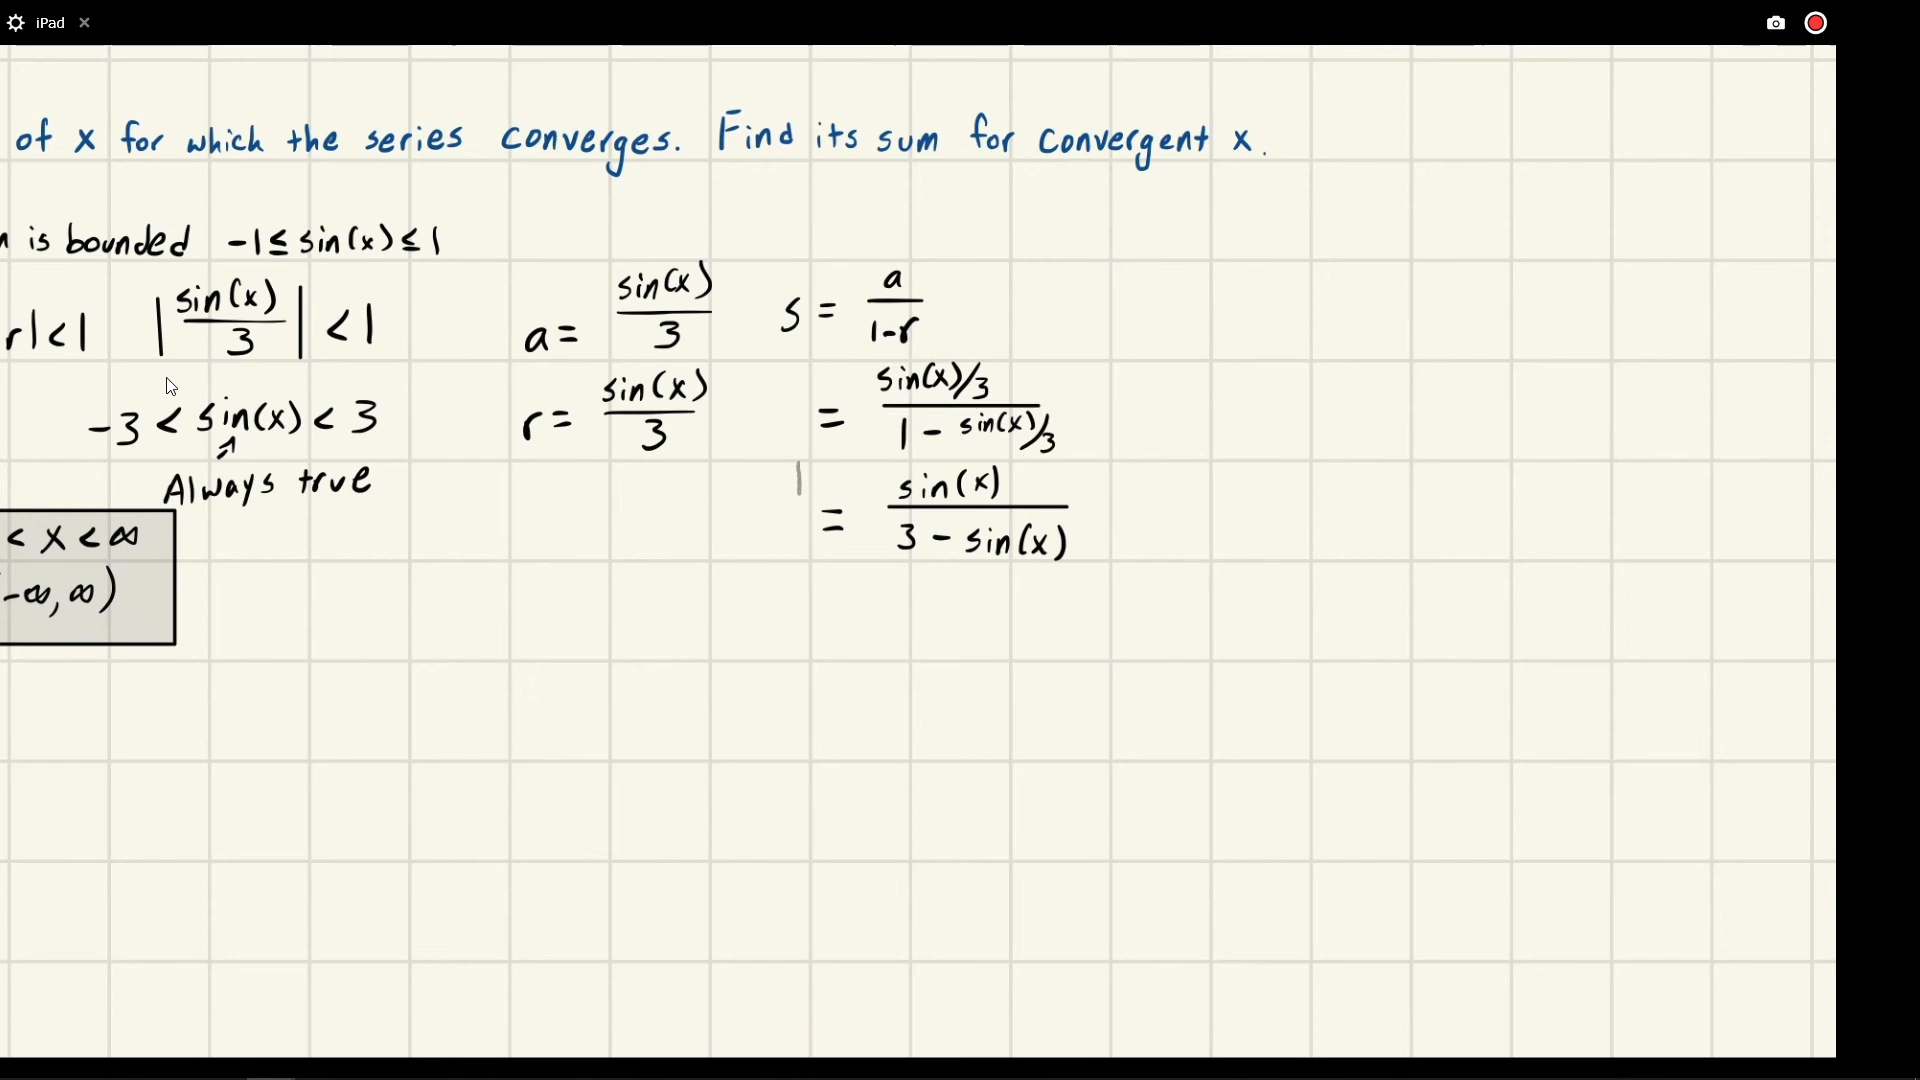 iPad
of x for which the series converges. Find its sum for convergent x.
n is bounded -1 ≤ sin(x) ≤ 1
r| < 1 |sin(x)/3| < 1
-3 < sin(x) < 3
Always true
< x < ∞
(-∞, ∞)
a = sin(x)/3
r = sin(x)/3
S = a/(1-r)
= (sin(x)/3)/(1 - sin(x)/3)
= sin(x)/(3 - sin(x))